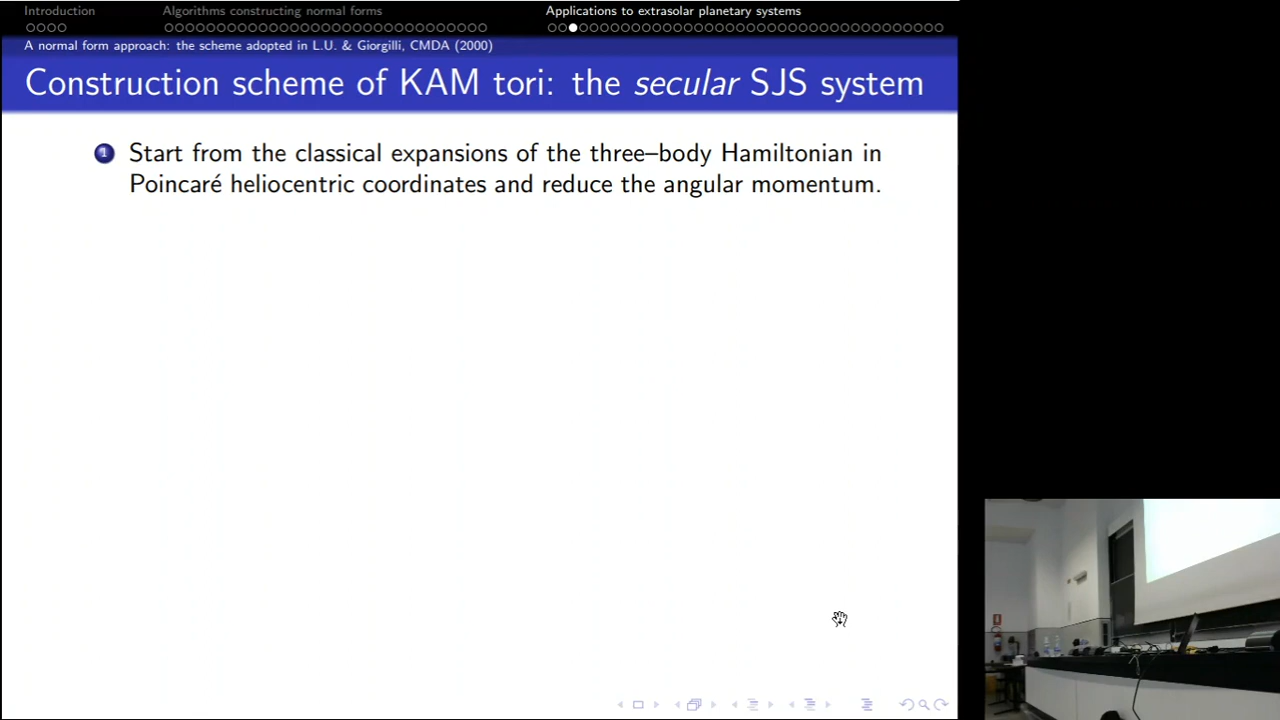 Introduction
Algorithms constructing normal forms
Applications to extrasolar planetary systems
A normal form approach: the scheme adopted in L.U. & Giorgilli, CMDA (2000)
Construction scheme of KAM tori: the secular SJS system
1 Start from the classical expansions of the three–body Hamiltonian in
Poincaré heliocentric coordinates and reduce the angular momentum.